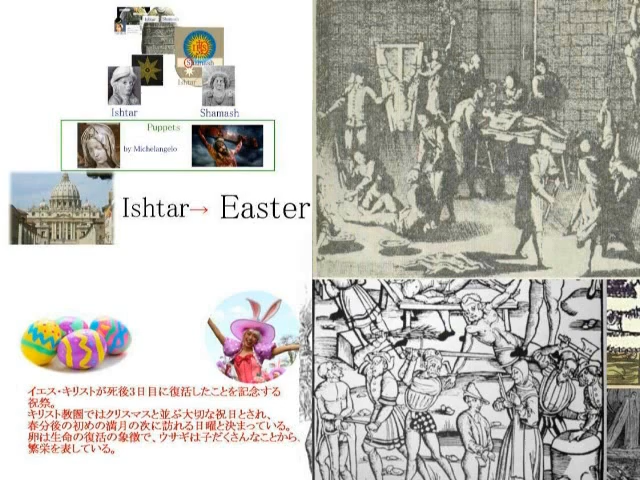 Ishtar
Shamash
Ishtar
Shamash
Puppets
by Michelangelo
Ishtar→ Easter
イエス・キリストが死後3日目に復活したことを記念する
祝祭。
キリスト教圏ではクリスマスと並ぶ大切な祝日とされ、
春分後の初めの満月の次に訪れる日曜と決まっている。
卵は生命の復活の象徴で、ウサギは子だくさんなことから、
繁栄を表している。